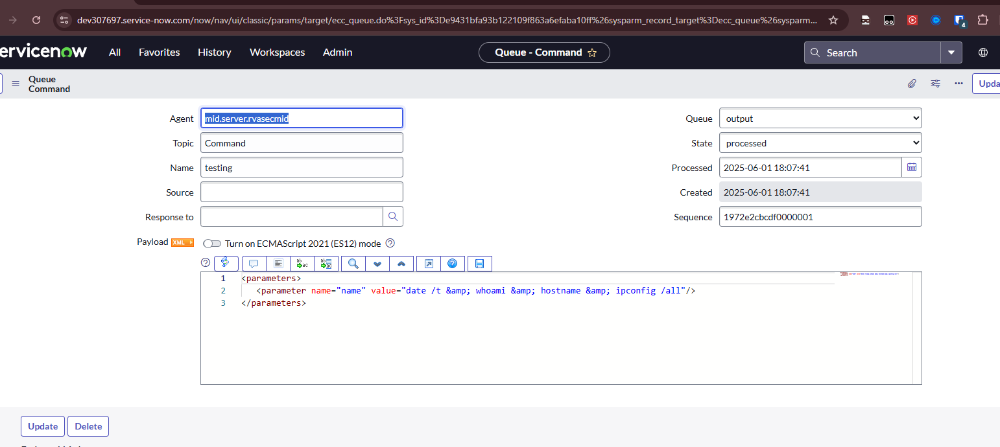 dev307697.service-now.com/now/nav/ui/classic/params/target/ecc_queue.do%3Fsys_id%3De9431bfa93b122109f863a6efaba10ff%26sysparm_record_target%3Decc_queue%26sysparm...
4
ervicenow All Favorites History Workspaces Admin Queue - Command Search
Queue
Command
Upda
Agent mid.server.rvasecmid Queue output
Topic Command State processed
Name testing Processed 2025-06-01 18:07:41
Source Created 2025-06-01 18:07:41
Response to Sequence 1972e2cbcdf0000001
Payload XML Turn on ECMAScript 2021 (ES12) mode
1 <parameters>
2 <parameter name="name" value="date /t &amp; whoami &amp; hostname &amp; ipconfig /all"/>
3 </parameters>
Update Delete